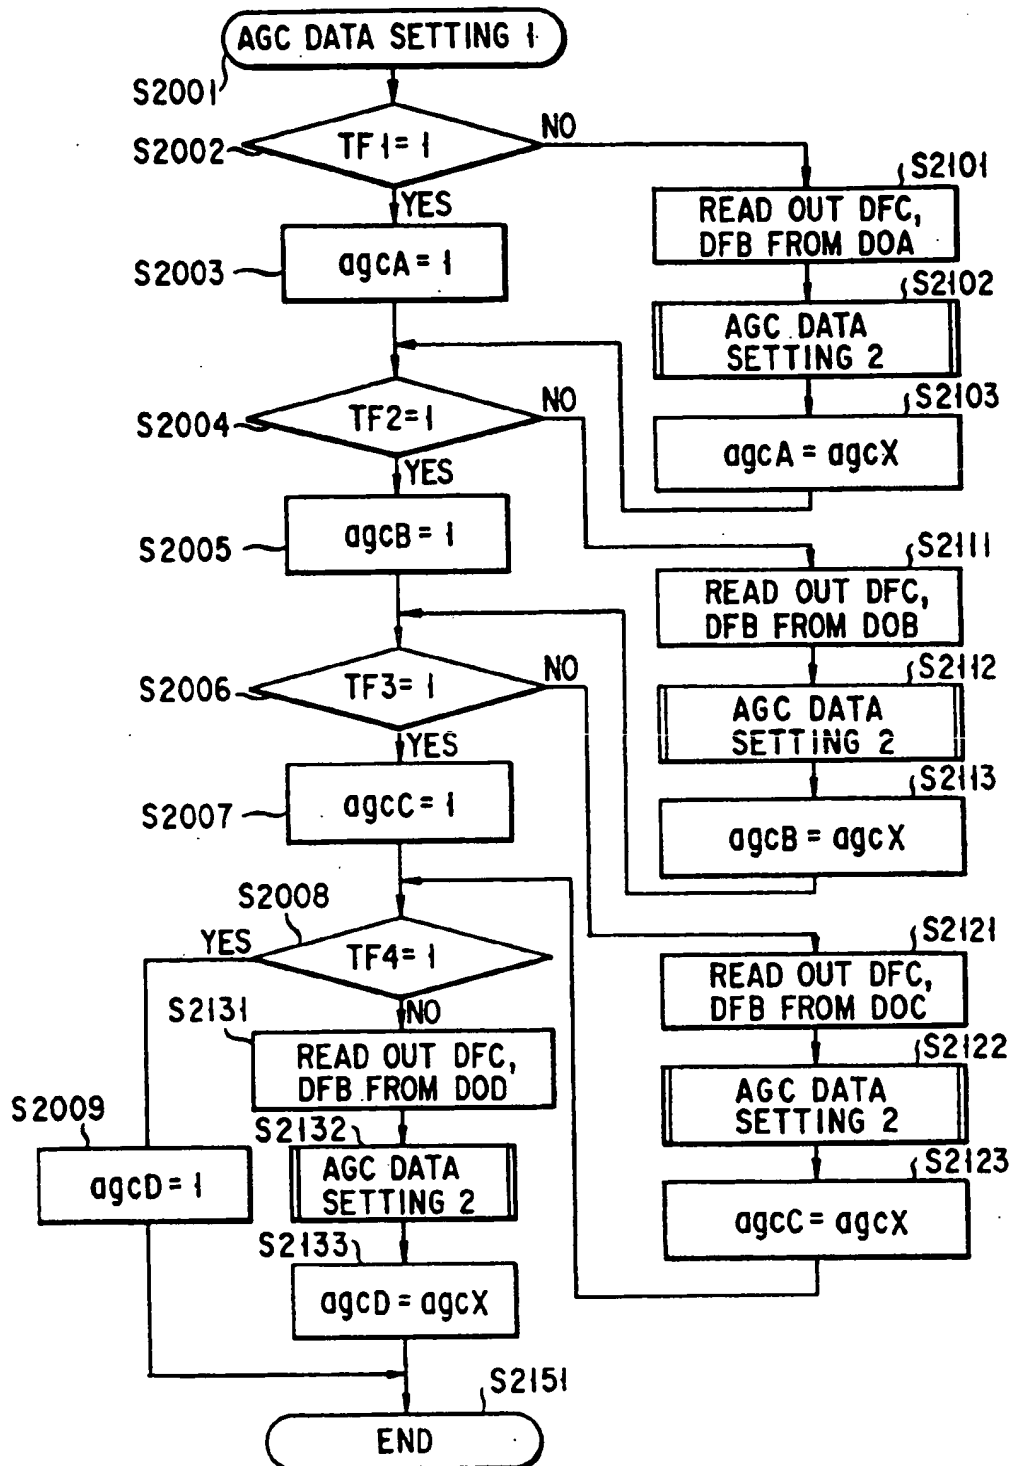 AGC DATA SETTING 1
S2001
S2002
TF1=1
NO
YES
S2101
READ OUT DFC,
DFB FROM DOA
S2003
agcA=1
S2102
AGC DATA
SETTING 2
S2103
agcA=agcX
S2004
TF2=1
NO
YES
S2005
agcB=1
S2111
READ OUT DFC,
DFB FROM DOB
S2112
AGC DATA
SETTING 2
S2113
agcB=agcX
S2006
TF3=1
NO
YES
S2007
agcC=1
S2008
YES
TF4=1
NO
S2121
READ OUT DFC,
DFB FROM DOC
S2122
AGC DATA
SETTING 2
S2123
agcC=agcX
S2131
READ OUT DFC,
DFB FROM DOD
S2009
agcD=1
S2132
AGC DATA
SETTING 2
S2133
agcD=agcX
S2151
END